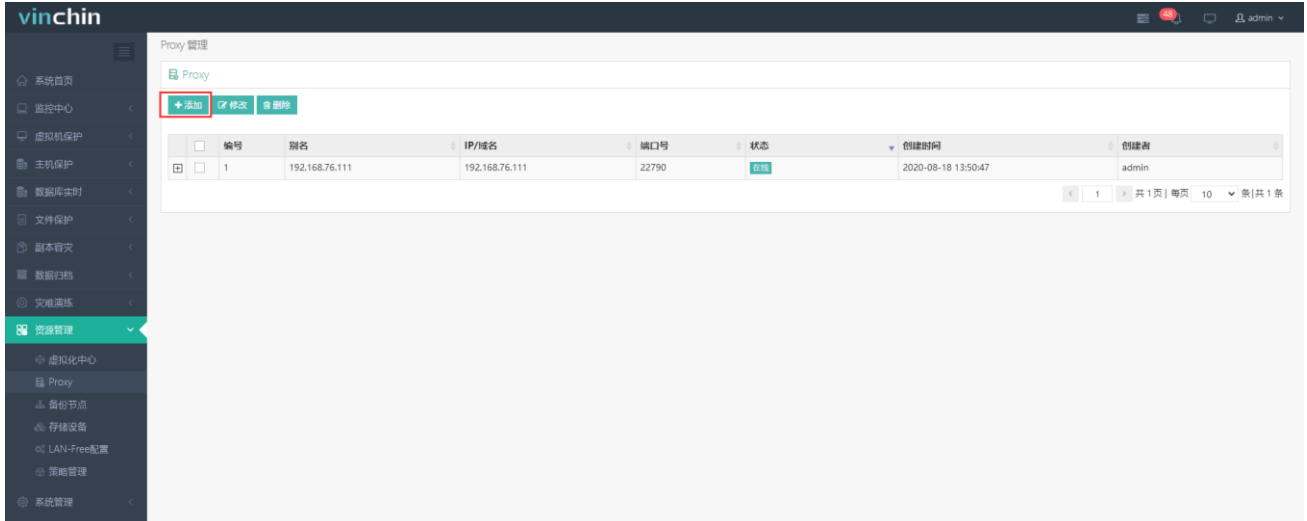 vinchin
48
admin
Proxy 管理
系统首页
监控中心
虚拟机保护
主机保护
数据库实时
文件保护
副本容灾
数据归档
灾难演练
资源管理
虚拟化中心
Proxy
备份节点
存储设备
LAN-Free配置
策略管理
系统管理
Proxy
添加 修改 删除
编号 别名 IP/域名 端口号 状态 创建时间 创建者
1 192.168.76.111 192.168.76.111 22790 在线 2020-08-18 13:50:47 admin
1 共1页| 每页 10 条|共1条